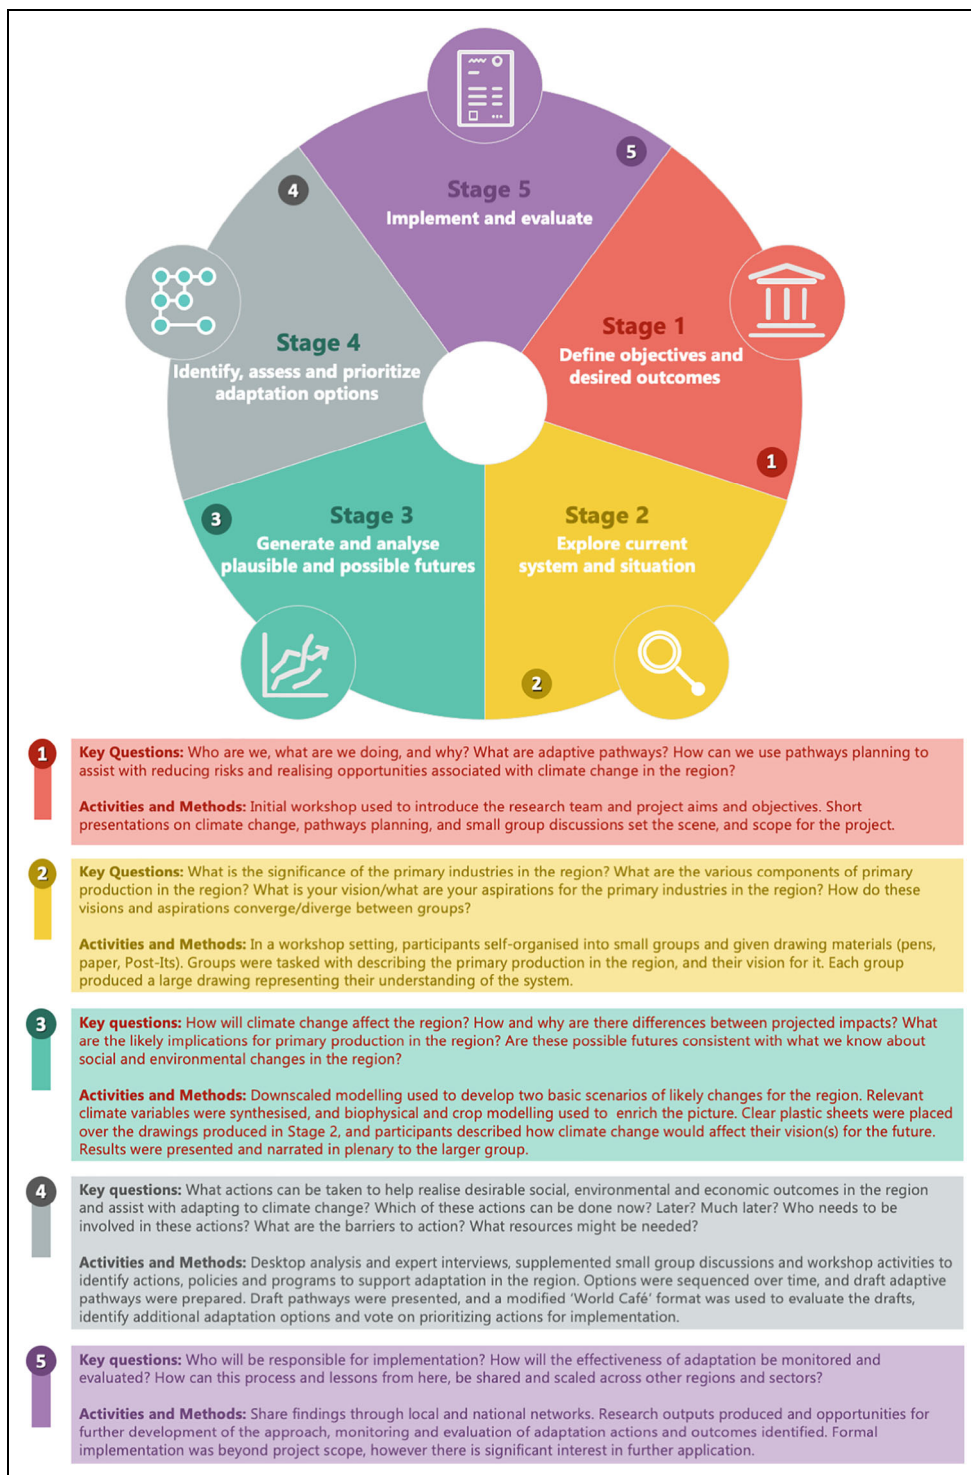 5
Stage 5
Implement and evaluate
4
Stage 1
Define objectives and
desired outcomes
1
Stage 4
Identify, assess and prioritize
adaptation options
3
Stage 3
Generate and analyse
plausible and possible futures
Stage 2
Explore current
system and situation
2
1
Key Questions: Who are we, what are we doing, and why? What are adaptive pathways? How can we use pathways planning to
assist with reducing risks and realising opportunities associated with climate change in the region?
Activities and Methods: Initial workshop used to introduce the research team and project aims and objectives. Short
presentations on climate change, pathways planning, and small group discussions set the scene, and scope for the project.
2
Key Questions: What is the significance of the primary industries in the region? What are the various components of primary
production in the region? What is your vision/what are your aspirations for the primary industries in the region? How do these
visions and aspirations converge/diverge between groups?
Activities and Methods: In a workshop setting, participants self-organised into small groups and given drawing materials (pens,
paper, Post-Its). Groups were tasked with describing the primary production in the region, and their vision for it. Each group
produced a large drawing representing their understanding of the system.
3
Key questions: How will climate change affect the region? How and why are there differences between projected impacts? What
are the likely implications for primary production in the region? Are these possible futures consistent with what we know about
social and environmental changes in the region?
Activities and Methods: Downscaled modelling used to develop two basic scenarios of likely changes for the region. Relevant
climate variables were synthesised, and biophysical and crop modelling used to enrich the picture. Clear plastic sheets were placed
over the drawings produced in Stage 2, and participants described how climate change would affect their vision(s) for the future.
Results were presented and narrated in plenary to the larger group.
4
Key questions: What actions can be taken to help realise desirable social, environmental and economic outcomes in the region
and assist with adapting to climate change? Which of these actions can be done now? Later? Much later? Who needs to be
involved in these actions? What are the barriers to action? What resources might be needed?
Activities and Methods: Desktop analysis and expert interviews, supplemented small group discussions and workshop activities to
identify actions, policies and programs to support adaptation in the region. Options were sequenced over time, and draft adaptive
pathways were prepared. Draft pathways were presented, and a modified ‘World Café’ format was used to evaluate the drafts,
identify additional adaptation options and vote on prioritizing actions for implementation.
5
Key questions: Who will be responsible for implementation? How will the effectiveness of adaptation be monitored and
evaluated? How can this process and lessons from here, be shared and scaled across other regions and sectors?
Activities and Methods: Share findings through local and national networks. Research outputs produced and opportunities for
further development of the approach, monitoring and evaluation of adaptation actions and outcomes identified. Formal
implementation was beyond project scope, however there is significant interest in further application.